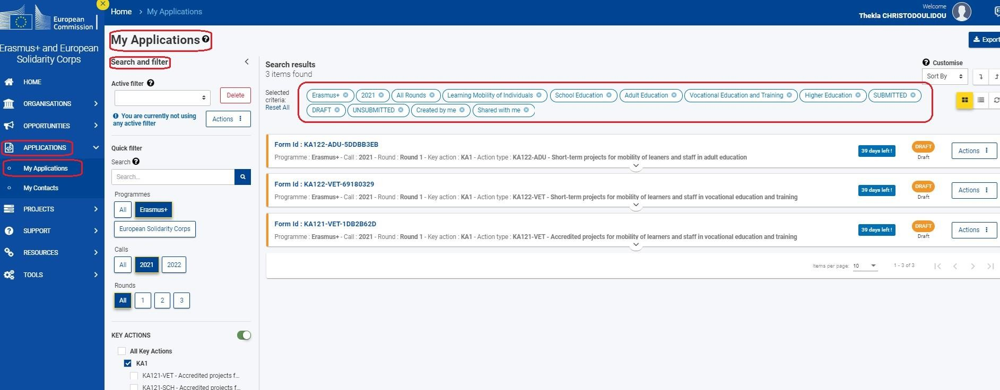 European
Commission
Erasmus+ and European
Solidarity Corps
HOME
ORGANISATIONS
OPPORTUNITIES
APPLICATIONS
My Applications
My Contacts
PROJECTS
SUPPORT
RESOURCES
TOOLS
Home > My Applications
Welcome
Thekla CHRISTODOULIDOU
My Applications
Export
Search and filter
Active filter
Delete
You are currently not using
any active filter
Actions
Quick filter
Search
Search...
Programmes
All Erasmus+
European Solidarity Corps
Calls
All 2021 2022
Rounds
All 1 2 3
KEY ACTIONS
All Key Actions
KA1
KA121-VET - Accredited projects f...
KA121-SCH - Accredited projects f...
Search results
3 items found
Customise
Sort By
Selected
criteria:
Reset All
Erasmus+ 2021 All Rounds Learning Mobility of Individuals School Education Adult Education Vocational Education and Training Higher Education SUBMITTED
DRAFT UNSUBMITTED Created by me Shared with me
Form Id : KA122-ADU-5DDBB3EB
Programme : Erasmus+ - Call : 2021 - Round : Round 1 - Key action : KA1 - Action type : KA122-ADU - Short-term projects for mobility of leaners and staff in adult education
39 days left !
DRAFT
Draft
Actions
Form Id : KA122-VET-69180329
Programme : Erasmus+ - Call : 2021 - Round : Round 1 - Key action : KA1 - Action type : KA122-VET - Short-term projects for mobility of learners and staff in vocational education and training
39 days left !
DRAFT
Draft
Actions
Form Id : KA121-VET-1DB2B62D
Programme : Erasmus+ - Call : 2021 - Round : Round 1 - Key action : KA1 - Action type : KA121-VET - Accredited projects for mobility of learners and staff in vocational education and training
39 days left !
DRAFT
Draft
Actions
Items per page: 10 1 - 3 of 3